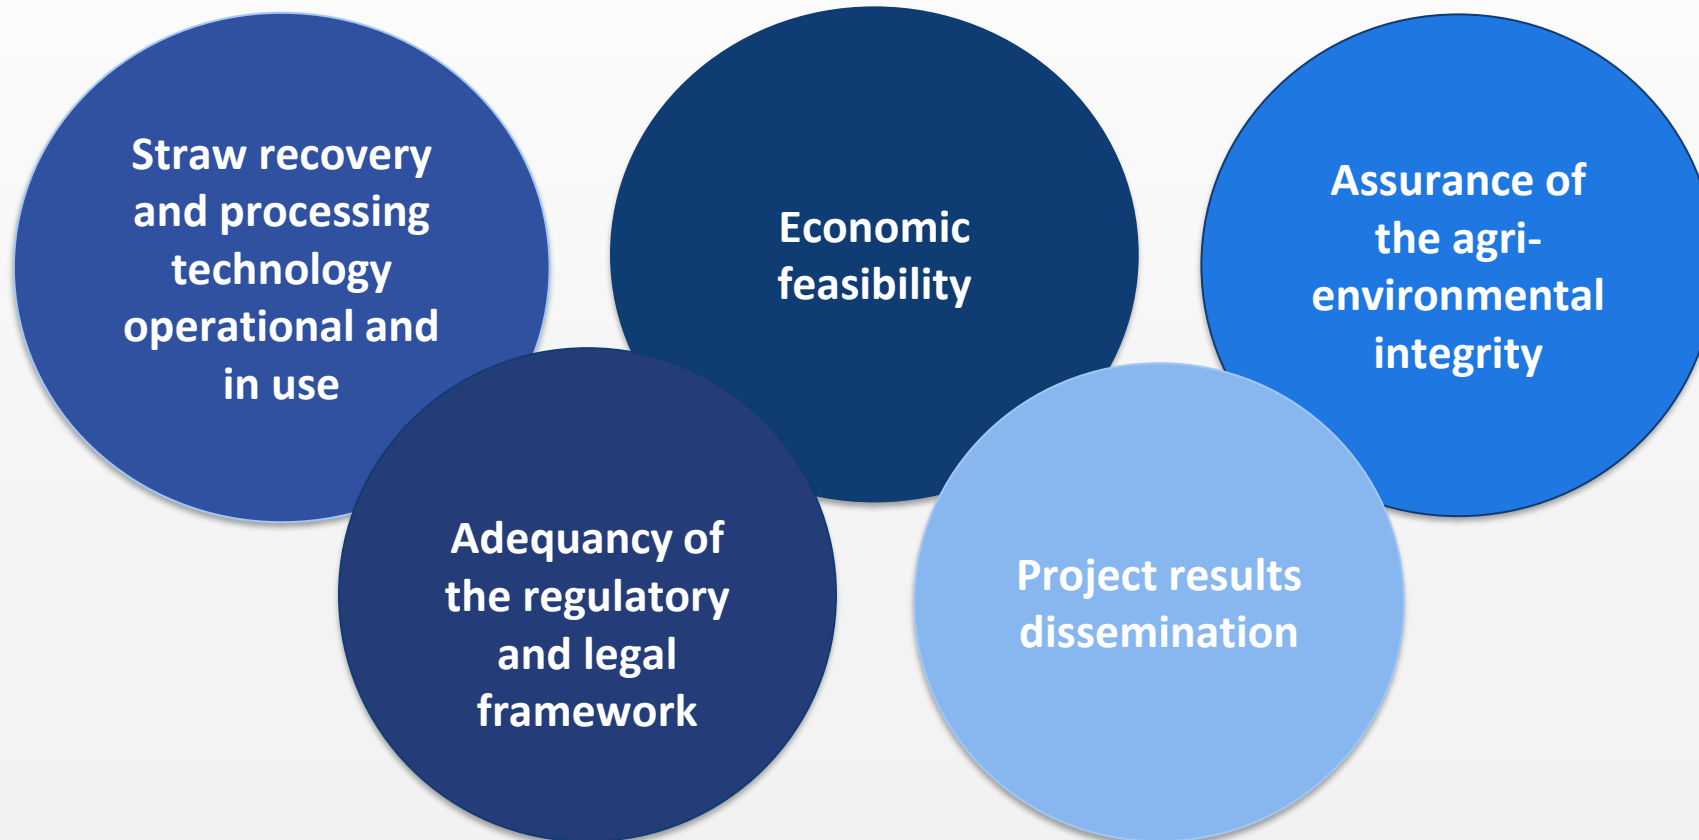 Straw recovery
and processing
technology
operational and
in use
Economic
feasibility
Assurance of
the agri-
environmental
integrity
Adequancy of
the regulatory
and legal
framework
Project results
dissemination